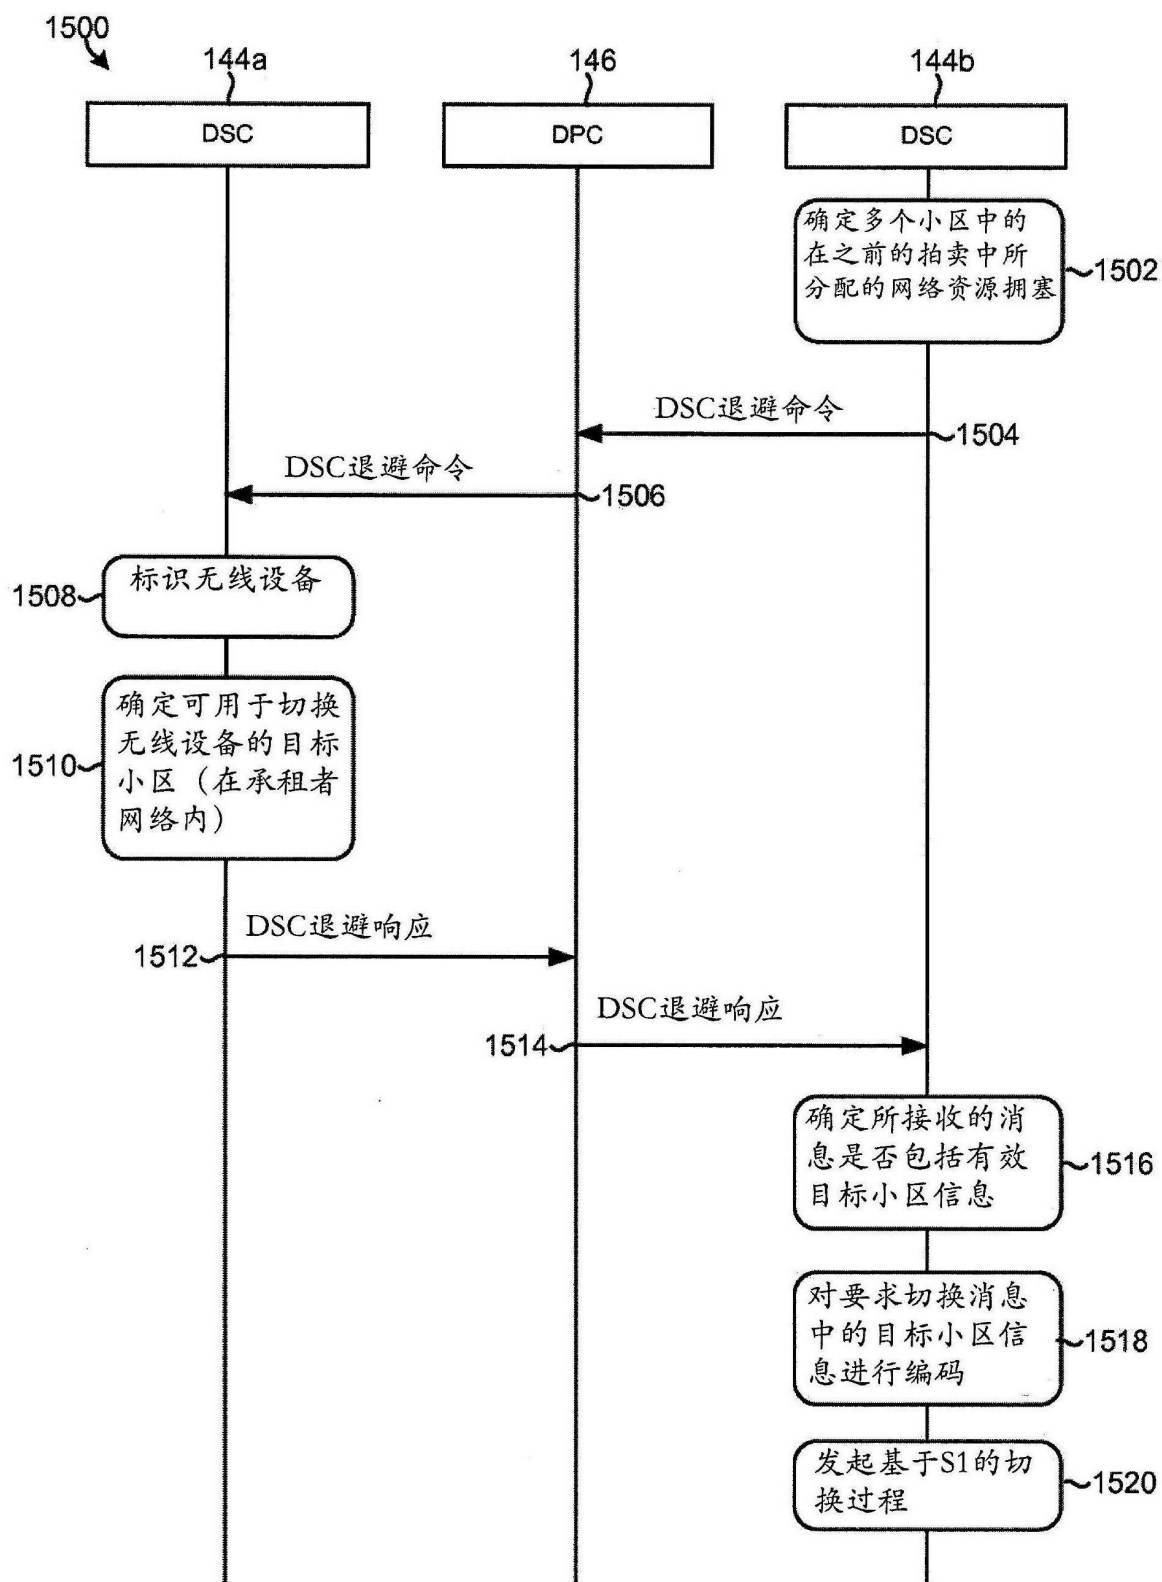 1500
144a
146
144b
DSC
DPC
DSC
确定多个小区中的
在之前的拍卖中所
分配的网络资源拥塞
1502
DSC退避命令
1504
DSC退避命令
1506
标识无线设备
1508
确定可用于切换
无线设备的目标
小区（在承租者
网络内）
1510
DSC退避响应
1512
DSC退避响应
1514
确定所接收的消
息是否包括有效
目标小区信息
1516
对要求切换消息
中的目标小区信
息进行编码
1518
发起基于S1的切
换过程
1520